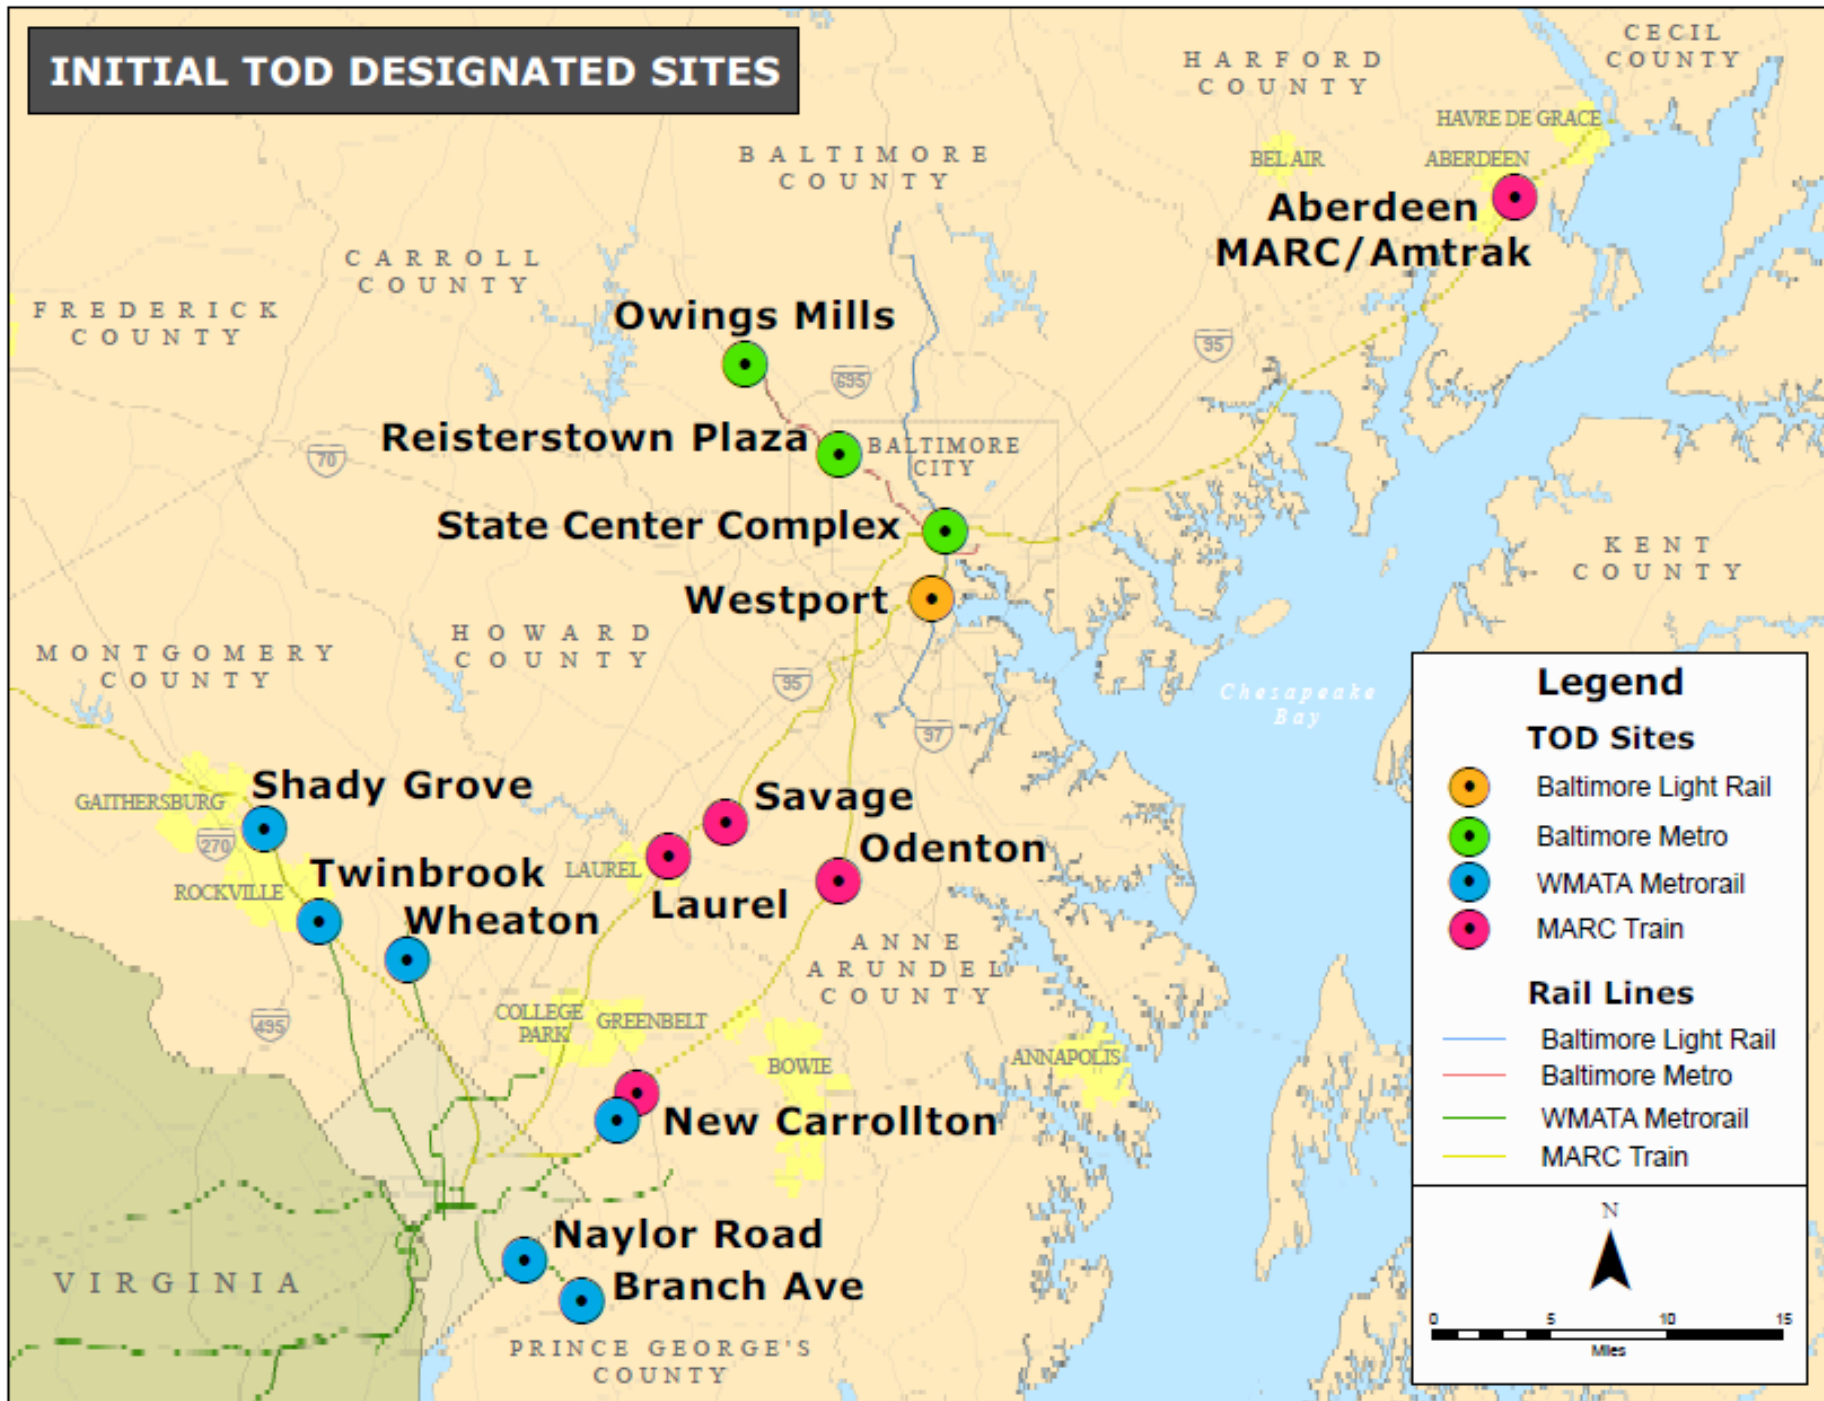 INITIAL TOD DESIGNATED SITES
CECIL
COUNTY
HARFORD
COUNTY
HAVRE DE GRACE
BALTIMORE
COUNTY
BEL AIR
ABERDEEN
Aberdeen
MARC/Amtrak
CARROLL
COUNTY
FREDERICK
COUNTY
Owings Mills
95
695
Reisterstown Plaza
BALTIMORE
CITY
70
State Center Complex
KENT
COUNTY
Westport
HOWARD
COUNTY
MONTGOMERY
COUNTY
95
Chesapeake
Bay
97
Shady Grove
GAITHERSBURG
Savage
270
Odenton
Twinbrook
LAUREL
ROCKVILLE
Wheaton
Laurel
ANNE
ARUNDEL
COUNTY
495
COLLEGE
PARK
GREENBELT
BOWIE
ANNAPOLIS
New Carrollton
Naylor Road
VIRGINIA
Branch Ave
PRINCE GEORGE'S
COUNTY
Legend
TOD Sites
Baltimore Light Rail
Baltimore Metro
WMATA Metrorail
MARC Train
Rail Lines
Baltimore Light Rail
Baltimore Metro
WMATA Metrorail
MARC Train
N
0 5 10 15
Miles